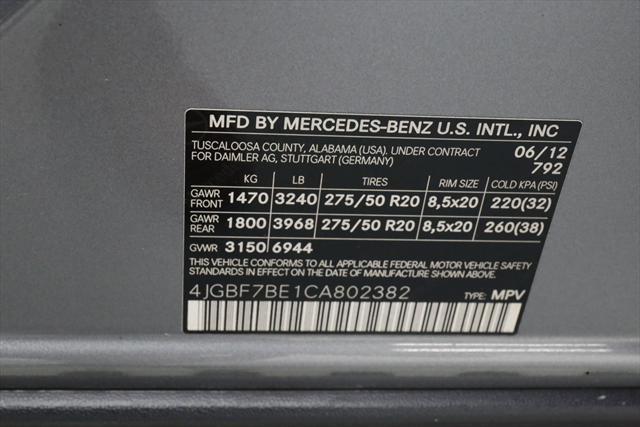 MFD BY MERCEDES-BENZ U.S. INTL., INC
TUSCALOOSA COUNTY, ALABAMA (USA). UNDER CONTRACT 06/12
FOR DAIMLER AG, STUTTGART (GERMANY) 792
KG LB TIRES RIM SIZE COLD KPA (PSI)
GAWR FRONT 1470 3240 275/50 R20 8,5x20 220(32)
GAWR REAR 1800 3968 275/50 R20 8,5x20 260(38)
GVWR 3150 6944
THIS VEHICLE CONFORMS TO ALL APPLICABLE FEDERAL MOTOR VEHICLE SAFETY
STANDARDS IN EFFECT ON THE DATE OF MANUFACTURE SHOWN ABOVE.
4JGBF7BE1CA802382 TYPE: MPV